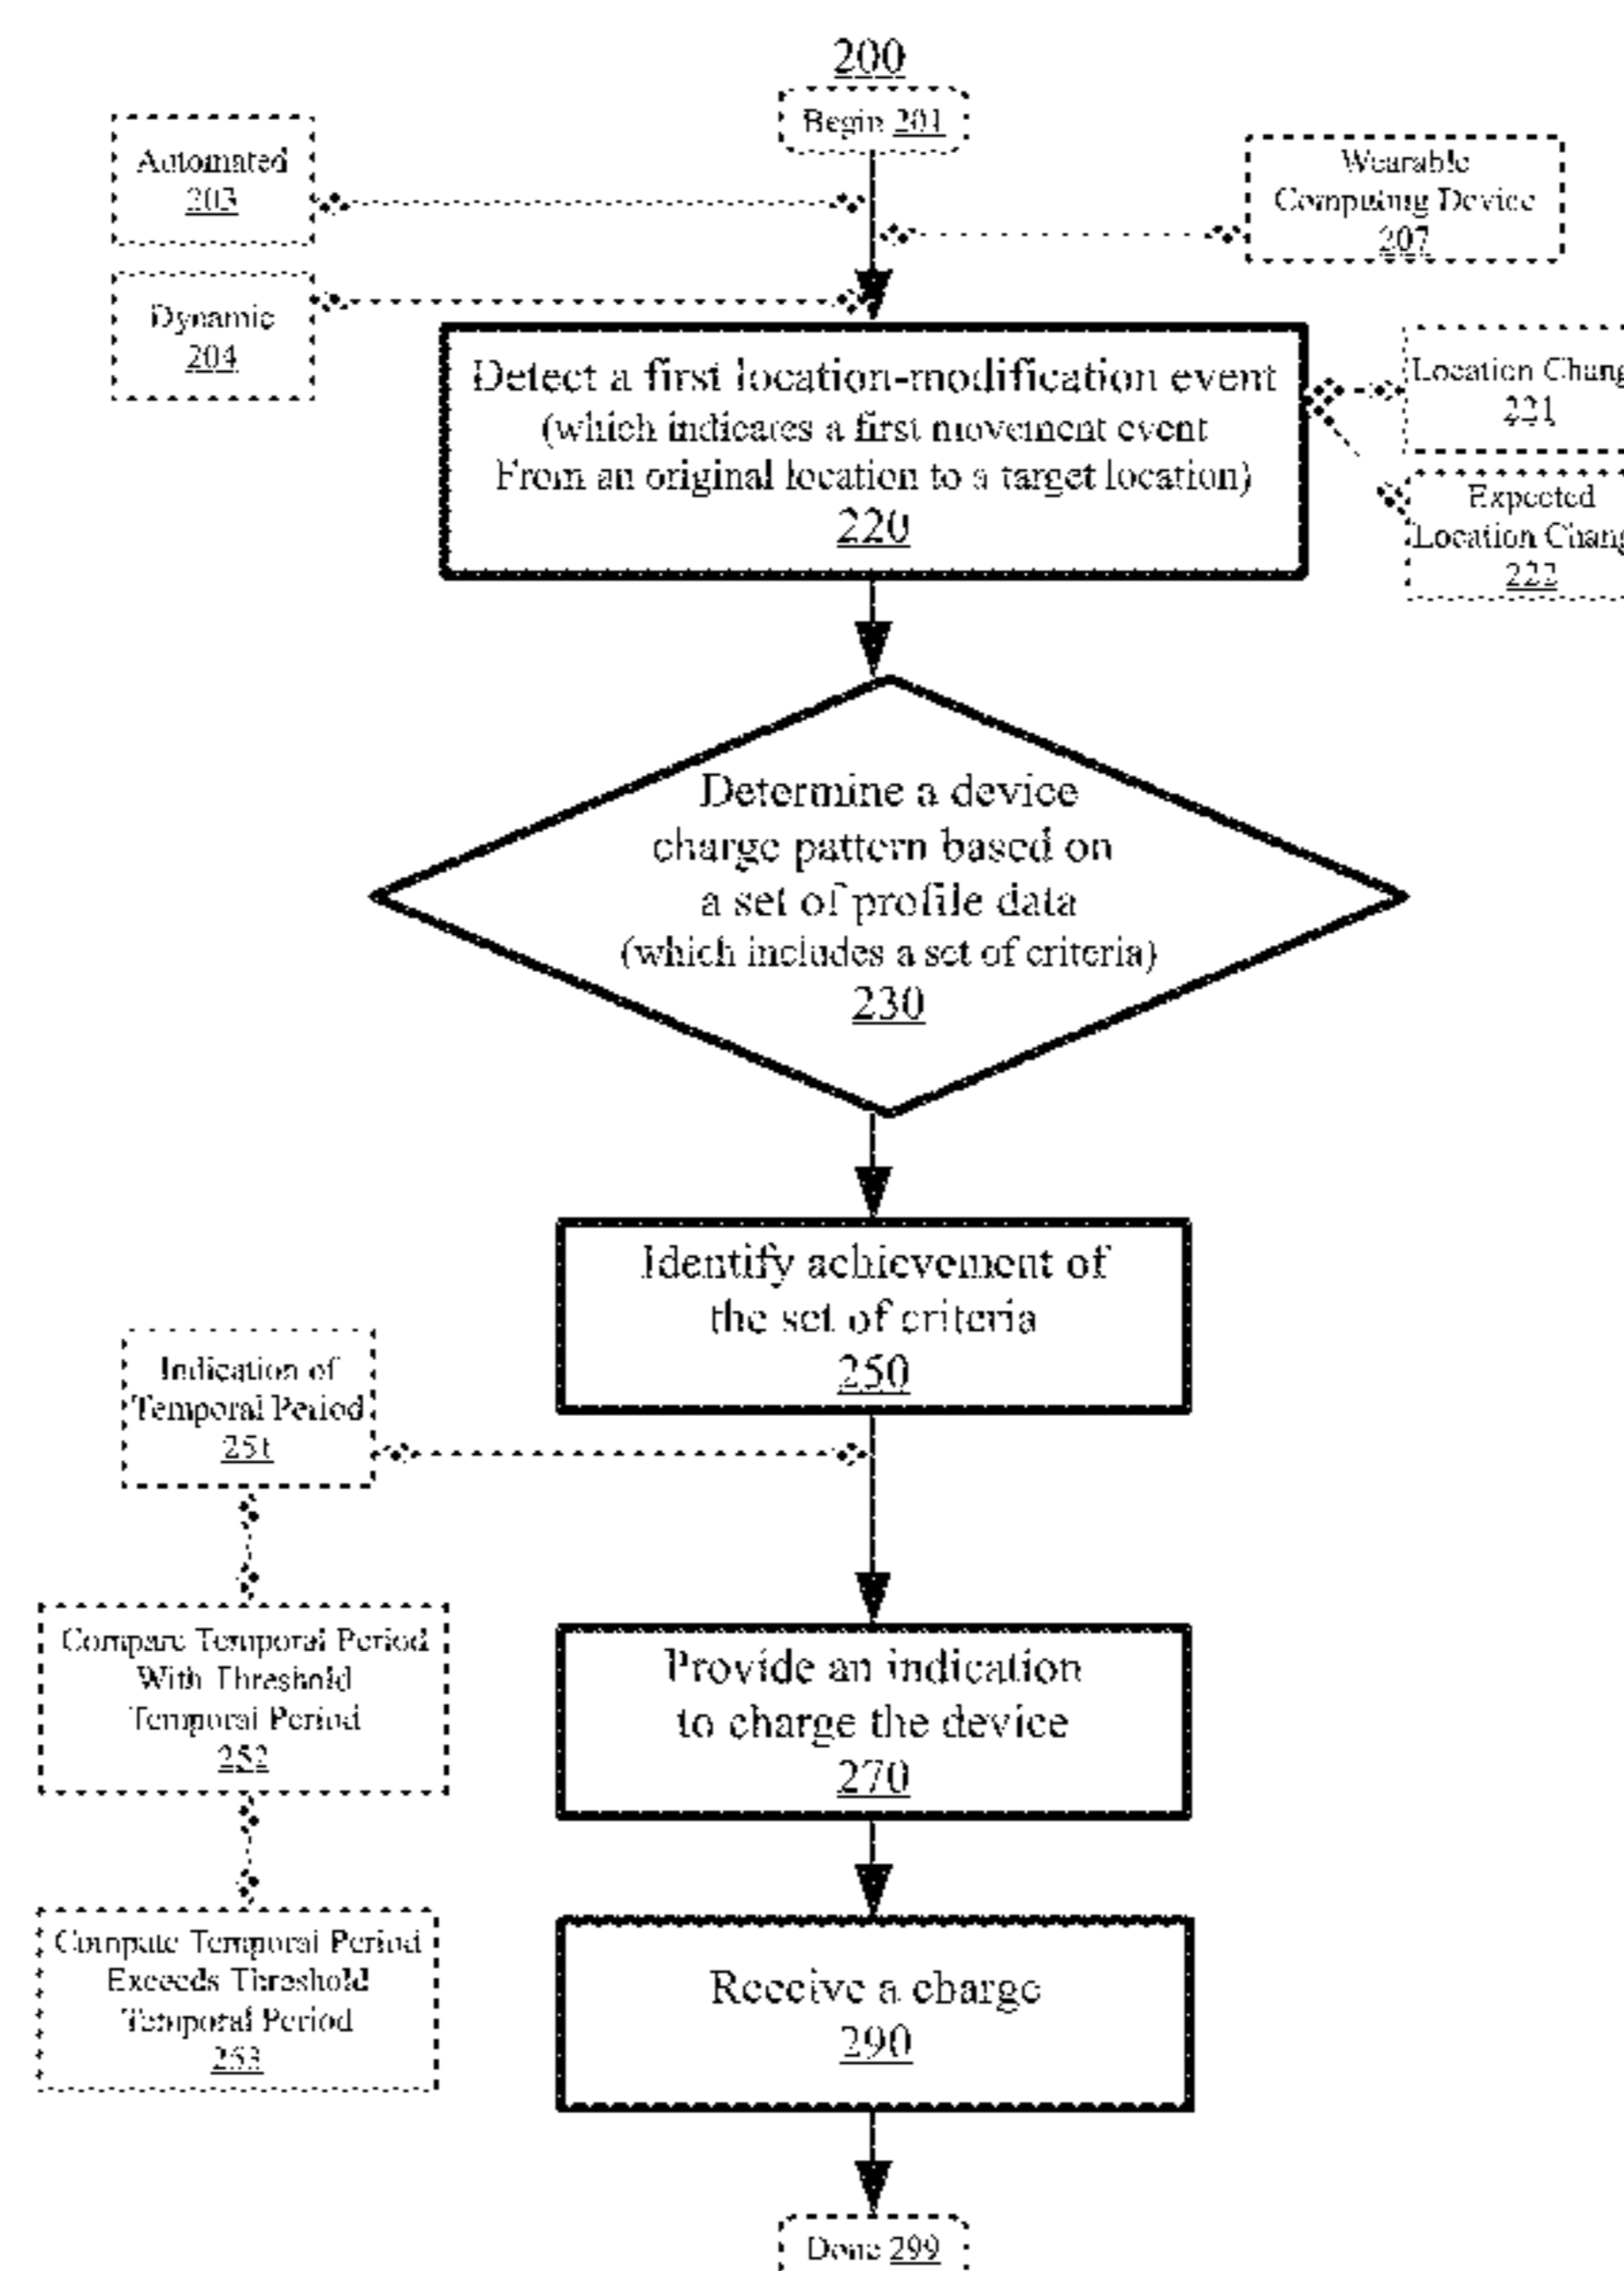 200
Begin 201
Automated
203
Wearable
Computing Device
207
Dynamic
204
Detect a first location-modification event
(which indicates a first movement event
From an original location to a target location)
220
Location Chang
221
Expected
Location Chang
222
Determine a device
charge pattern based on
a set of profile data
(which includes a set of criteria)
230
Identify achievement of
the set of criteria
250
Indication of
Temporal Period
251
Compare Temporal Period
With Threshold
Temporal Period
252
Provide an indication
to charge the device
270
Compute Temporal Period
Exceeds Threshold
Temporal Period
253
Receive a charge
290
Done 299